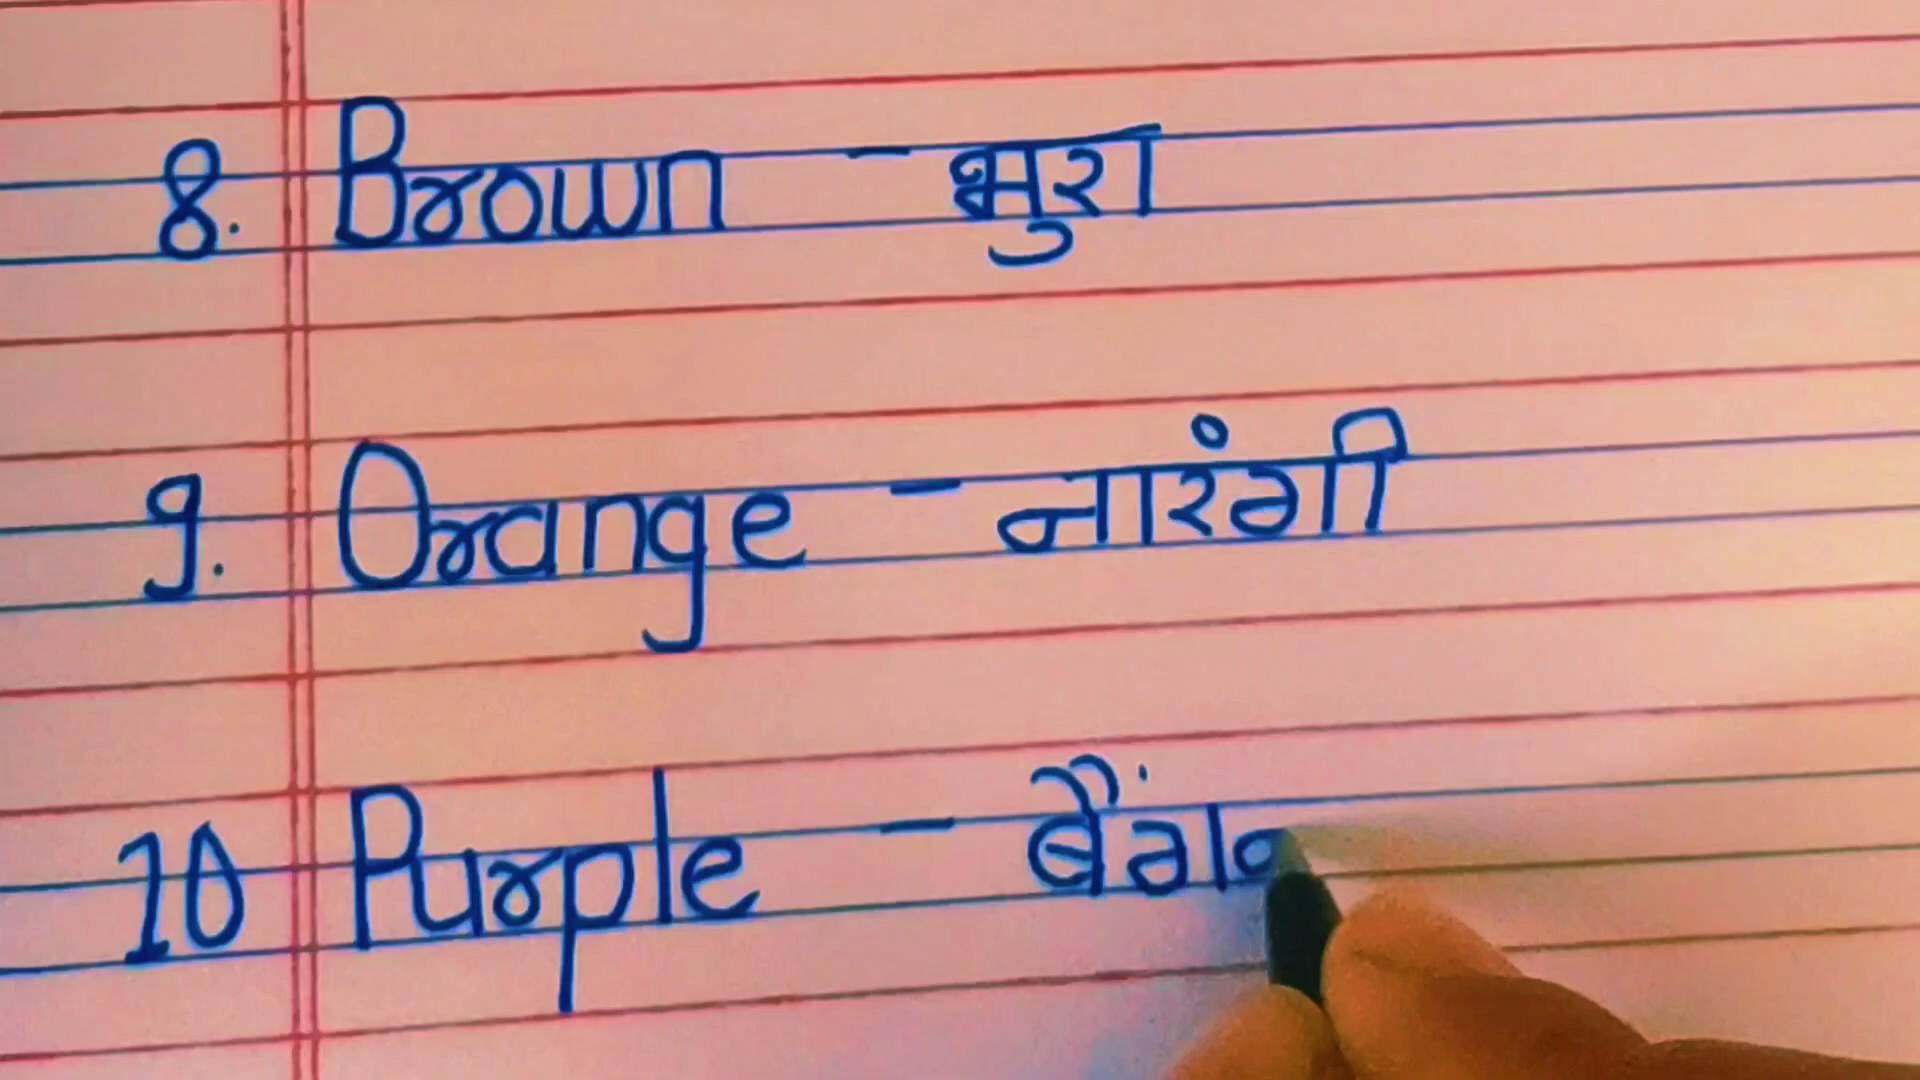 8. Brown - भुरा
9. Orange - नारंगी
10 Purple -